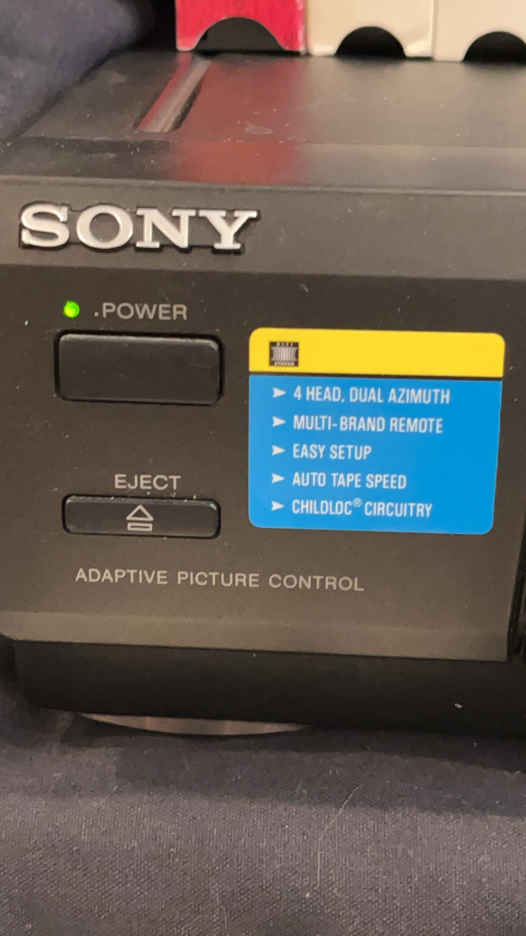 SONY
.POWER
➤ 4 HEAD, DUAL AZIMUTH
➤ MULTI-BRAND REMOTE
➤ EASY SETUP
➤ AUTO TAPE SPEED
➤ CHILDLOC® CIRCUITRY
EJECT
ADAPTIVE PICTURE CONTROL